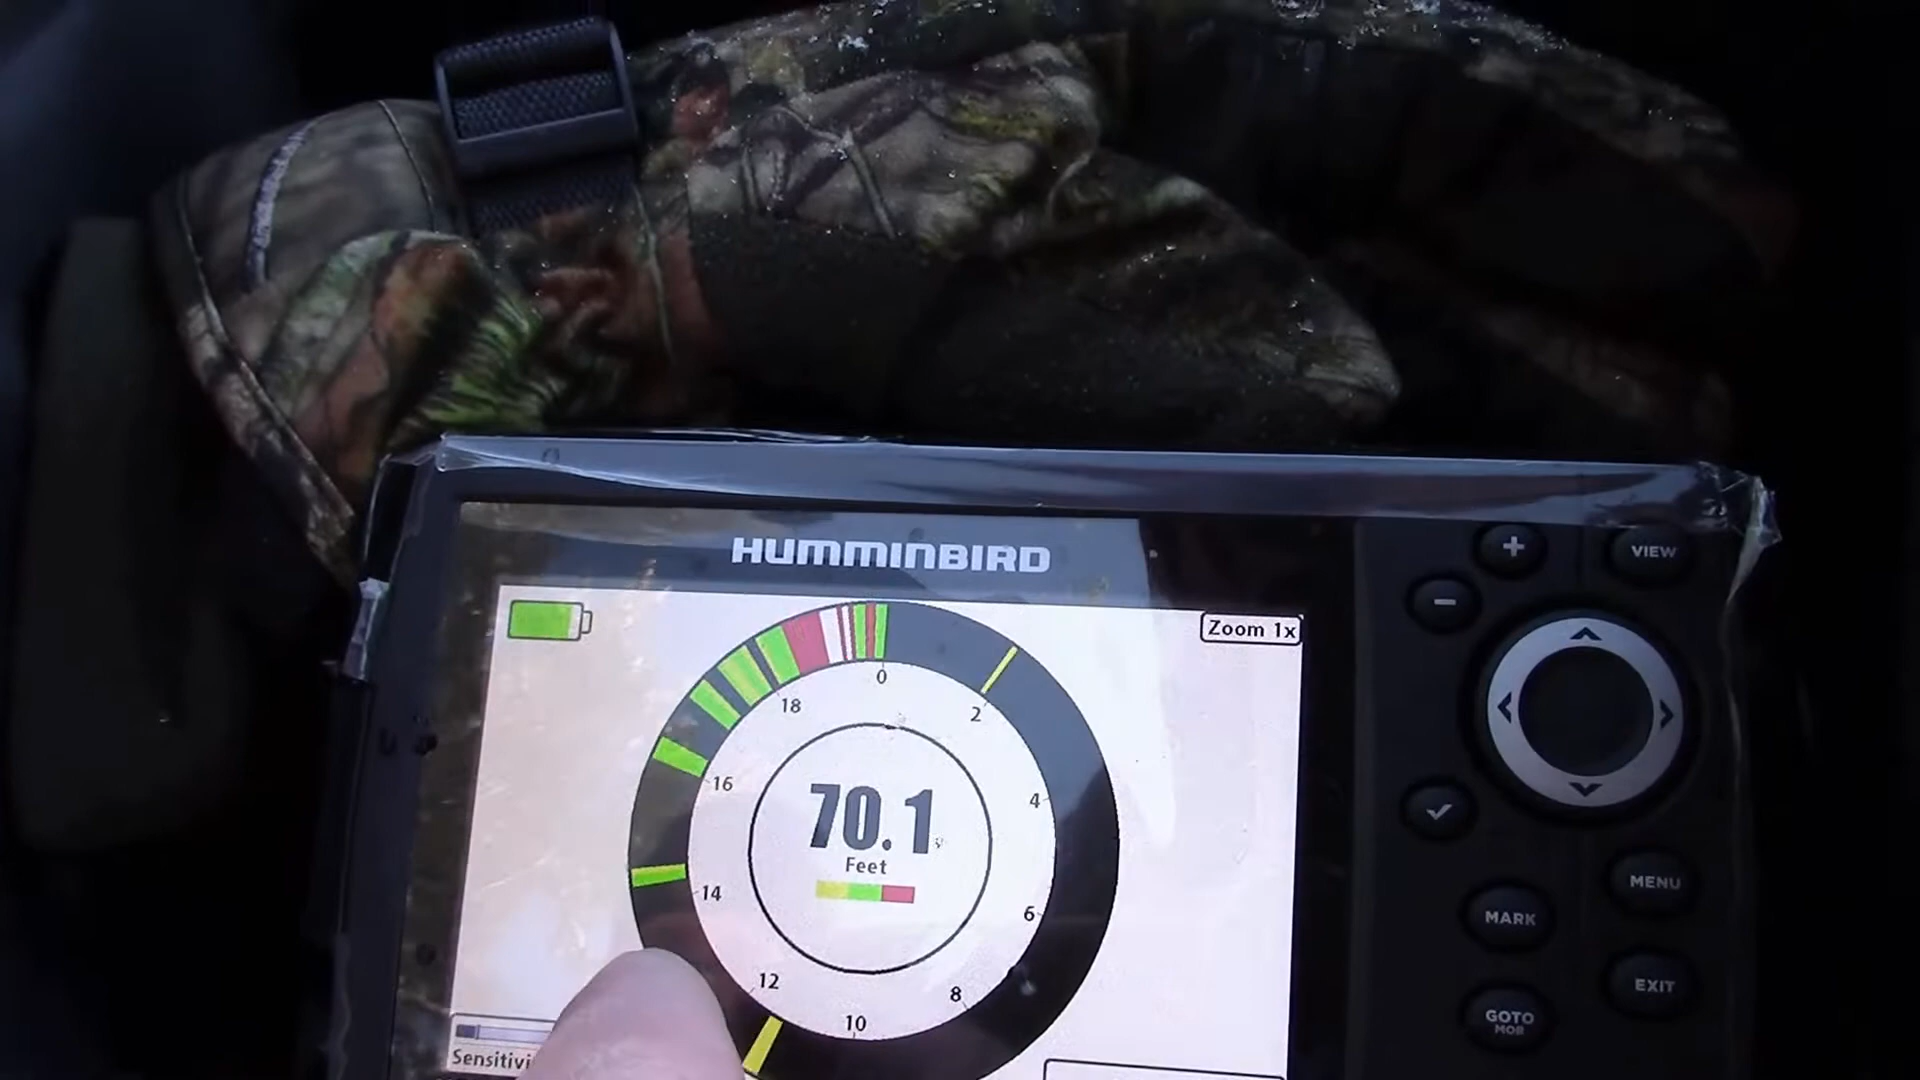 HUMMINBIRD
Zoom 1x
0
2
4
6
8
10
12
14
16
18
70.1
Feet
Sensitivi
+
VIEW
-
MENU
MARK
EXIT
GOTO
MOB